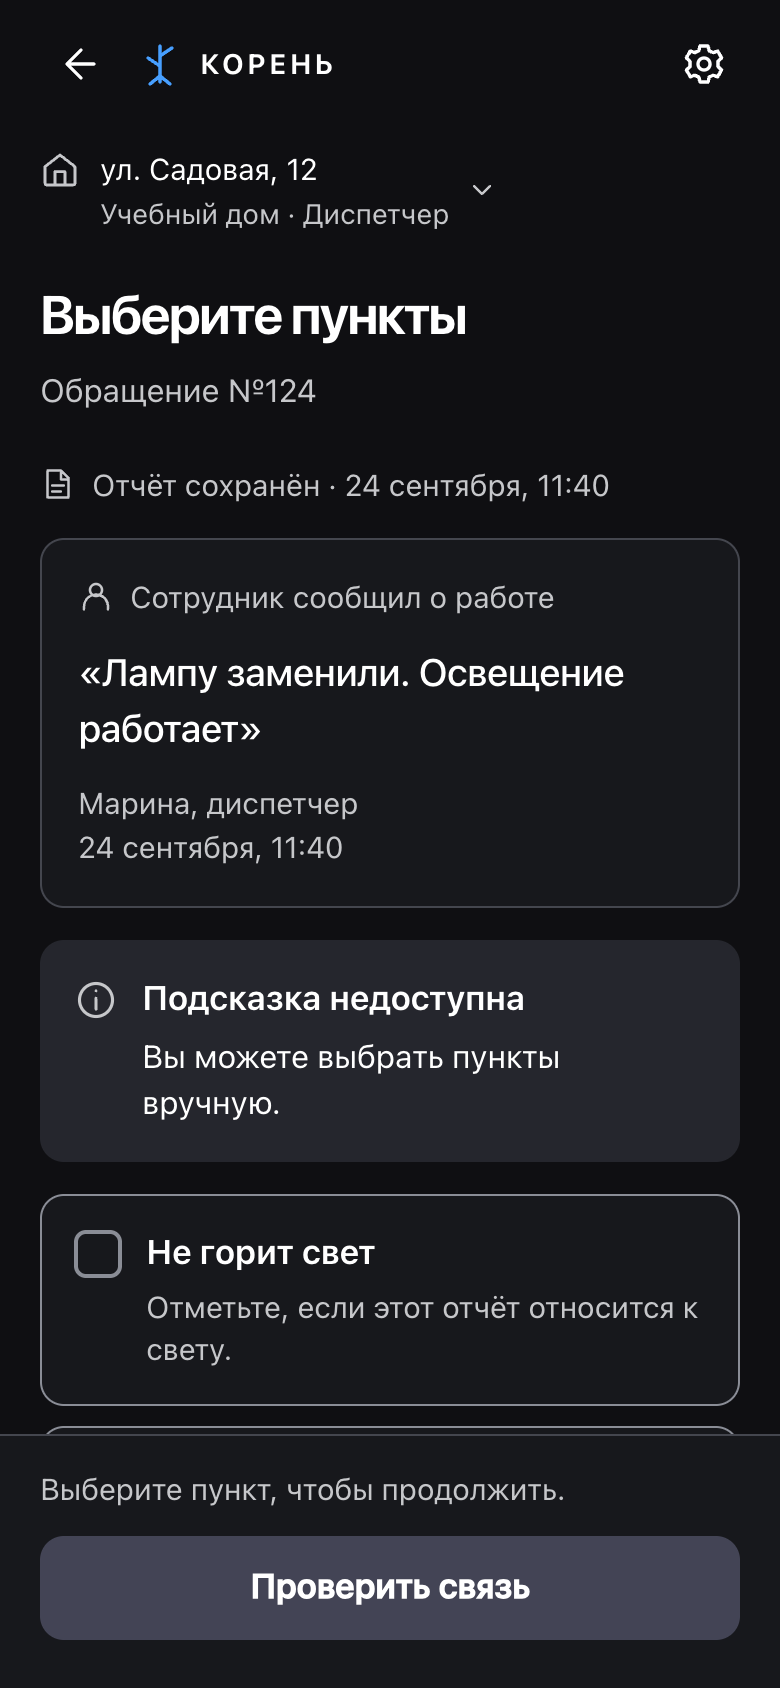 КОРЕНЬ
ул. Садовая, 12
Учебный дом · Диспетчер
Выберите пункты
Обращение №124
Отчёт сохранён · 24 сентября, 11:40
Сотрудник сообщил о работе
«Лампу заменили. Освещение
работает»
Марина, диспетчер
24 сентября, 11:40
Подсказка недоступна
Вы можете выбрать пункты
вручную.
Не горит свет
Отметьте, если этот отчёт относится к
свету.
Выберите пункт, чтобы продолжить.
Проверить связь